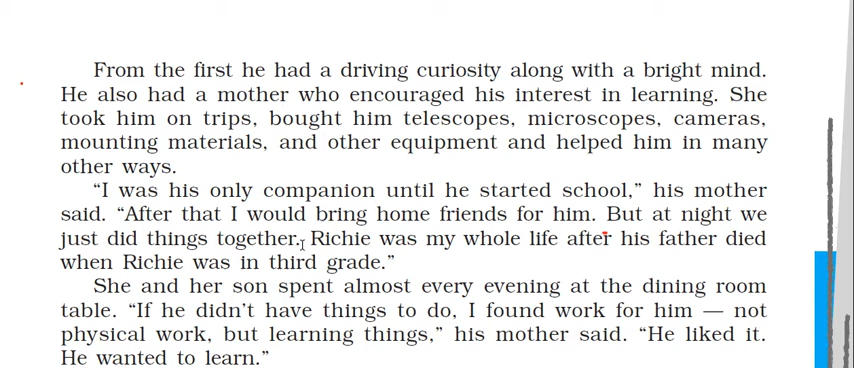 From the first he had a driving curiosity along with a bright mind.
He also had a mother who encouraged his interest in learning. She
took him on trips, bought him telescopes, microscopes, cameras,
mounting materials, and other equipment and helped him in many
other ways.
“I was his only companion until he started school,” his mother
said. “After that I would bring home friends for him. But at night we
just did things together. Richie was my whole life after his father died
when Richie was in third grade.”
She and her son spent almost every evening at the dining room
table. “If he didn’t have things to do, I found work for him — not
physical work, but learning things,” his mother said. “He liked it.
He wanted to learn.”